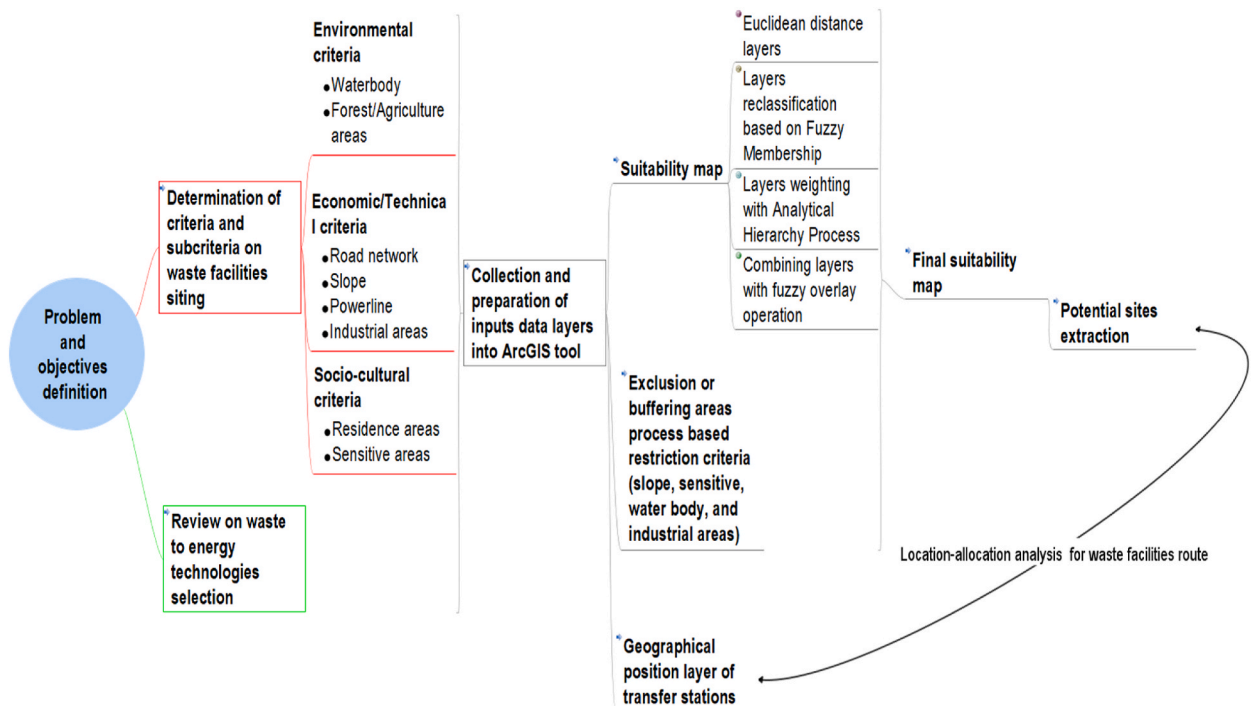 Problem
and
objectives
definition
Determination of
criteria and
subcriteria on
waste facilities
siting
Review on waste
to energy
technologies
selection
Environmental
criteria
Waterbody
Forest/Agriculture
areas
Economic/Technica
l criteria
Road network
Slope
Powerline
Industrial areas
Socio-cultural
criteria
Residence areas
Sensitive areas
Collection and
preparation of
inputs data layers
into ArcGIS tool
Suitability map
Euclidean distance
layers
Layers
reclassification
based on Fuzzy
Membership
Layers weighting
with Analytical
Hierarchy Process
Combining layers
with fuzzy overlay
operation
Exclusion or
buffering areas
process based
restriction criteria
(slope, sensitive,
water body, and
industrial areas)
Geographical
position layer of
transfer stations
Final suitability
map
Potential sites
extraction
Location-allocation analysis for waste facilities route